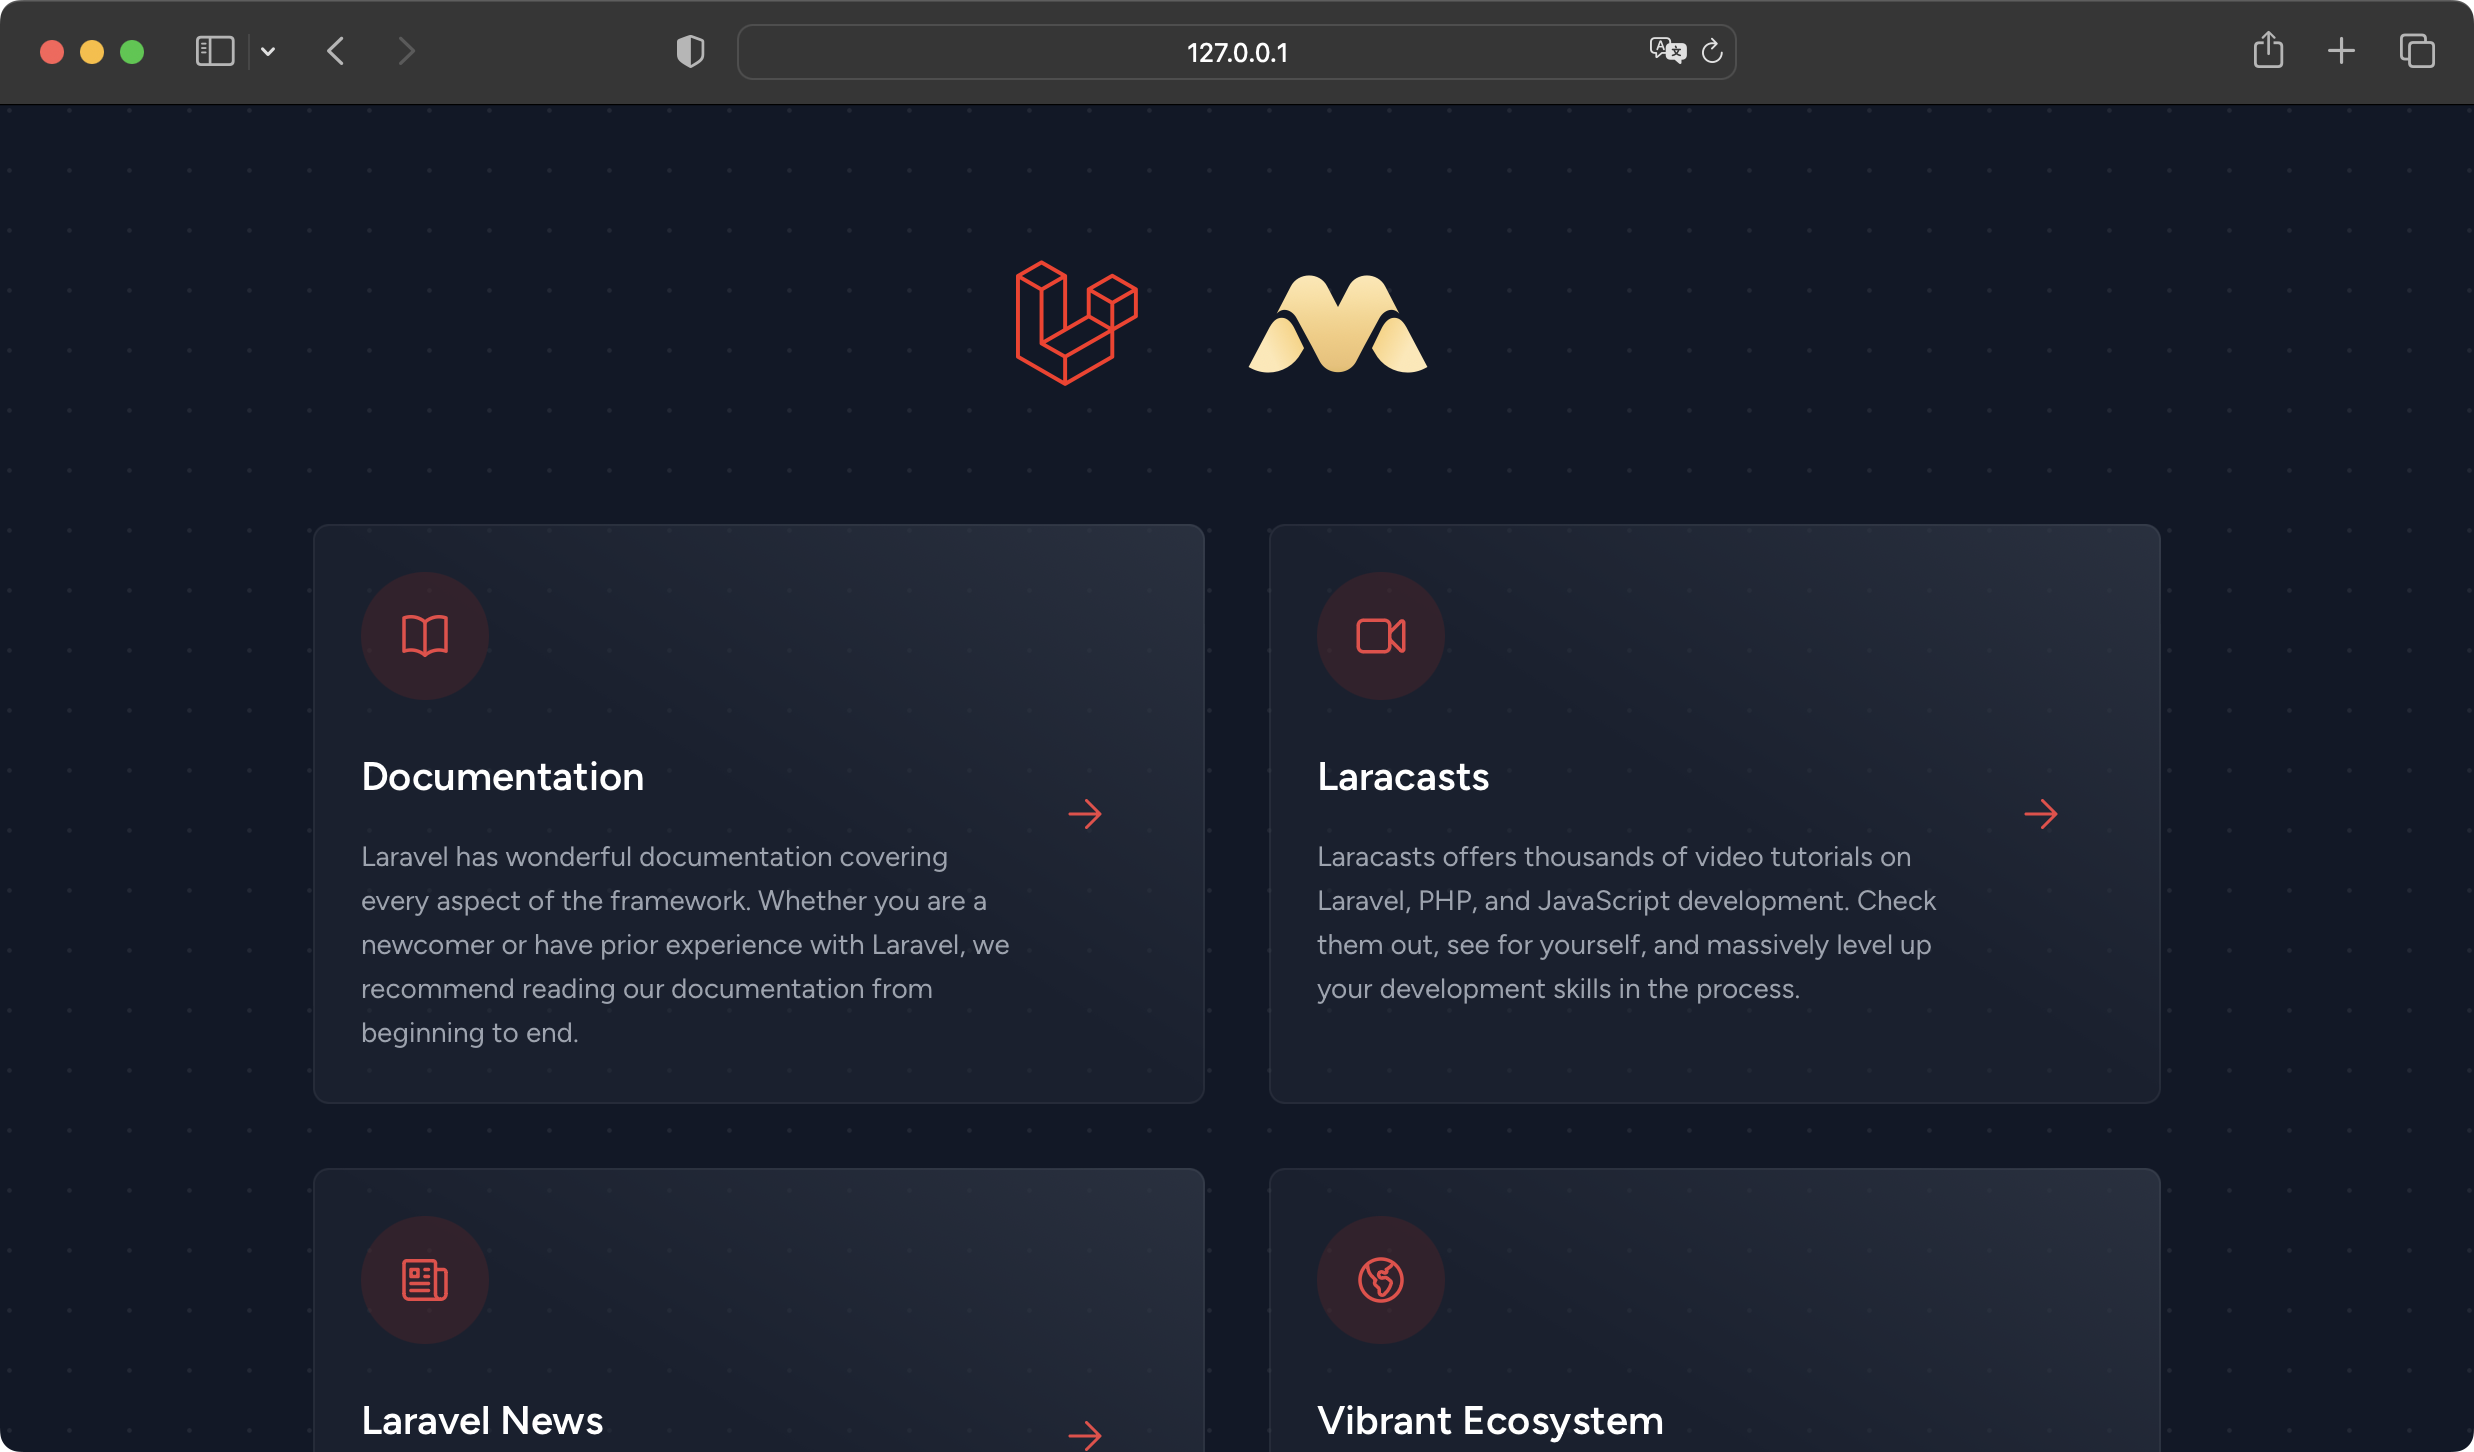 127.0.0.1
Documentation
Laravel has wonderful documentation covering
every aspect of the framework. Whether you are a
newcomer or have prior experience with Laravel, we
recommend reading our documentation from
beginning to end.
Laracasts
Laracasts offers thousands of video tutorials on
Laravel, PHP, and JavaScript development. Check
them out, see for yourself, and massively level up
your development skills in the process.
Laravel News
Vibrant Ecosystem